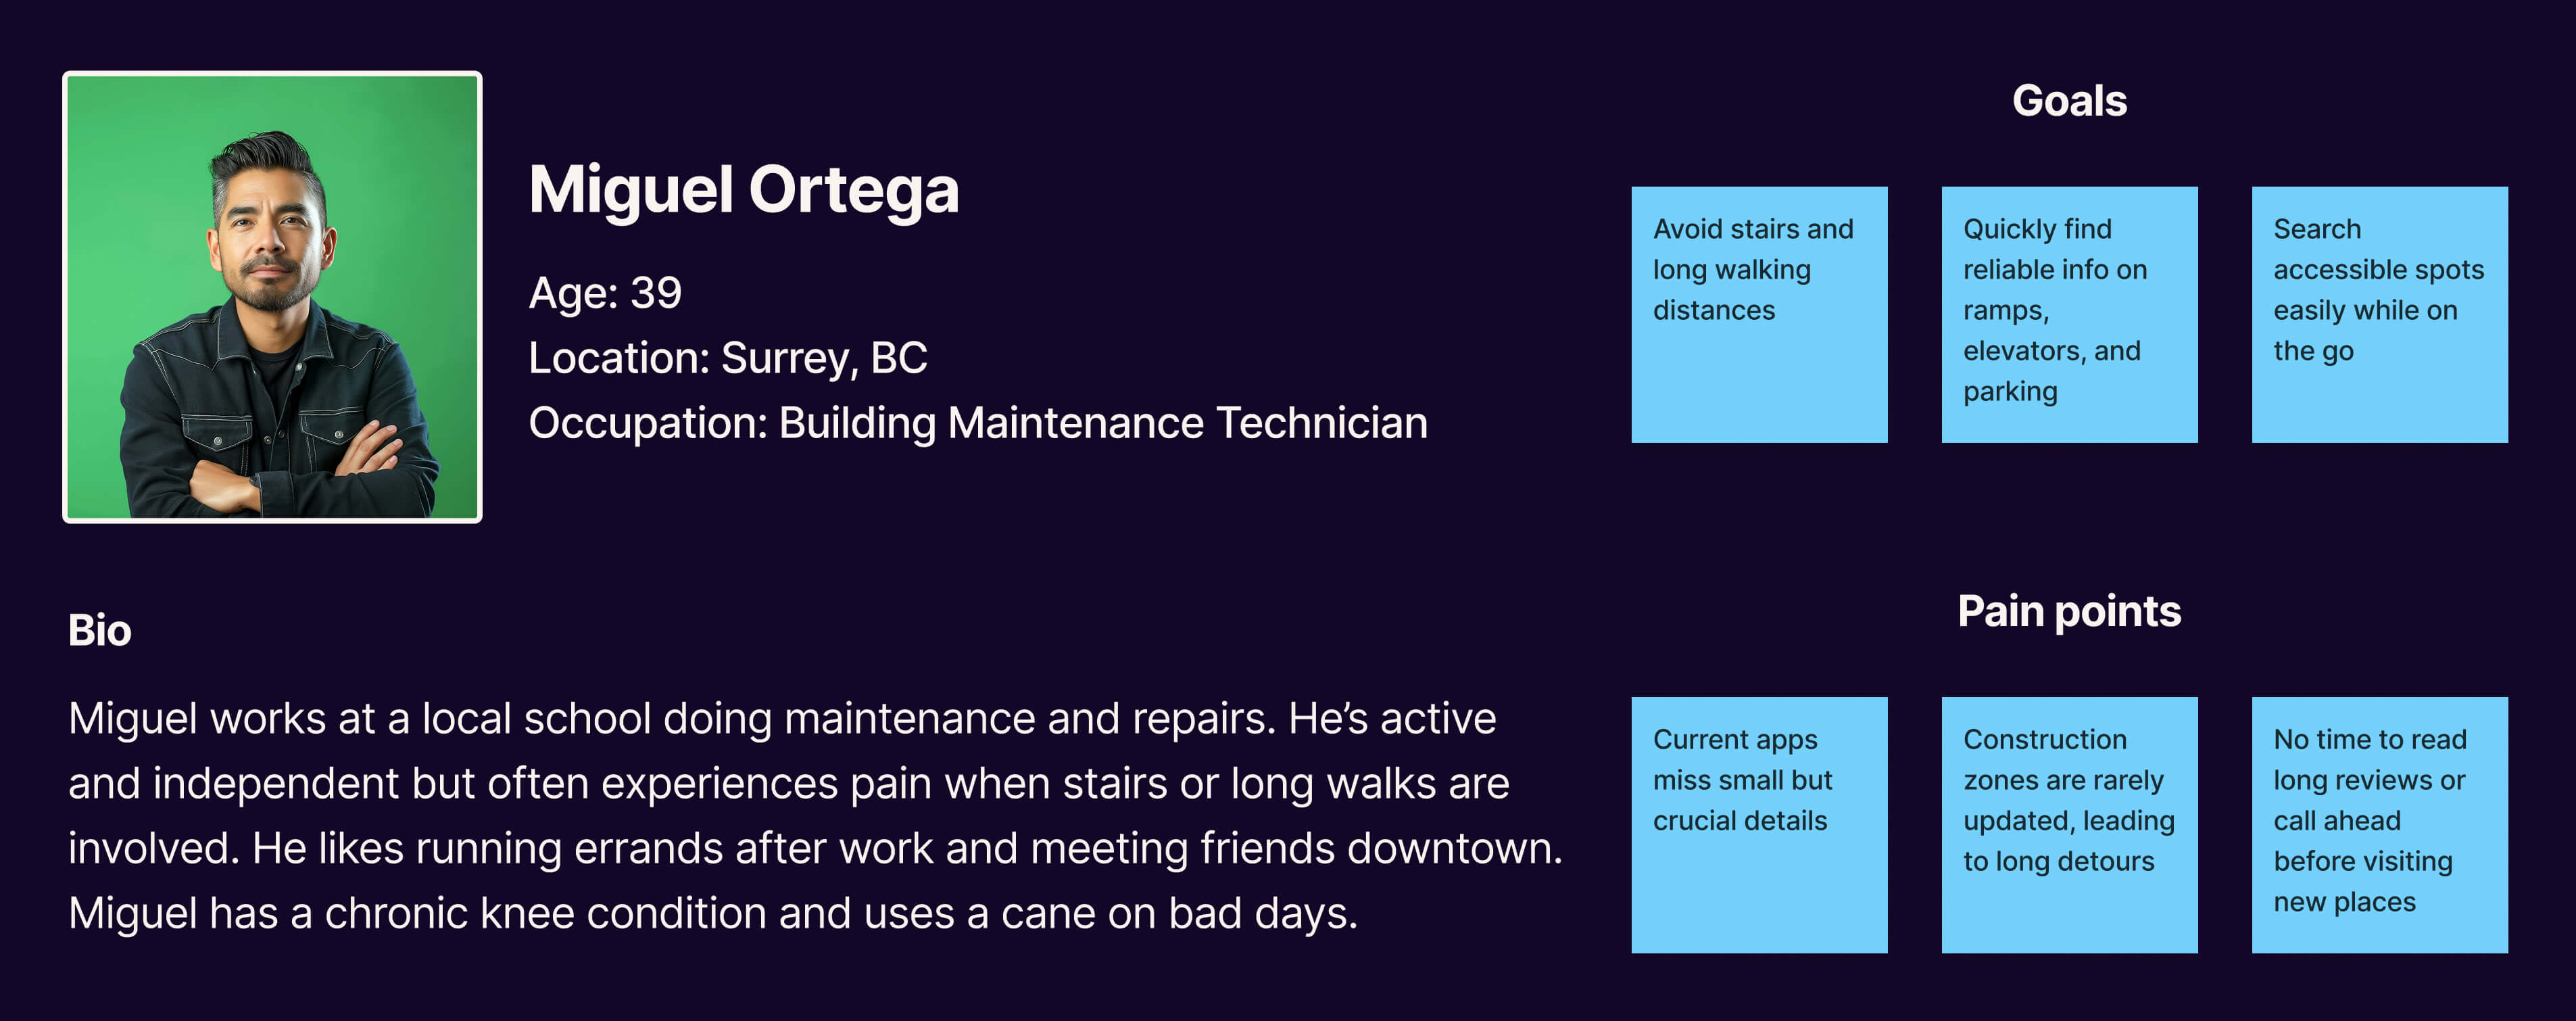 Miguel Ortega
Age: 39
Location: Surrey, BC
Occupation: Building Maintenance Technician
Bio
Miguel works at a local school doing maintenance and repairs. He’s active
and independent but often experiences pain when stairs or long walks are
involved. He likes running errands after work and meeting friends downtown.
Miguel has a chronic knee condition and uses a cane on bad days.
Goals
Avoid stairs and
long walking
distances
Quickly find
reliable info on
ramps,
elevators, and
parking
Search
accessible spots
easily while on
the go
Pain points
Current apps
miss small but
crucial details
Construction
zones are rarely
updated, leading
to long detours
No time to read
long reviews or
call ahead
before visiting
new places